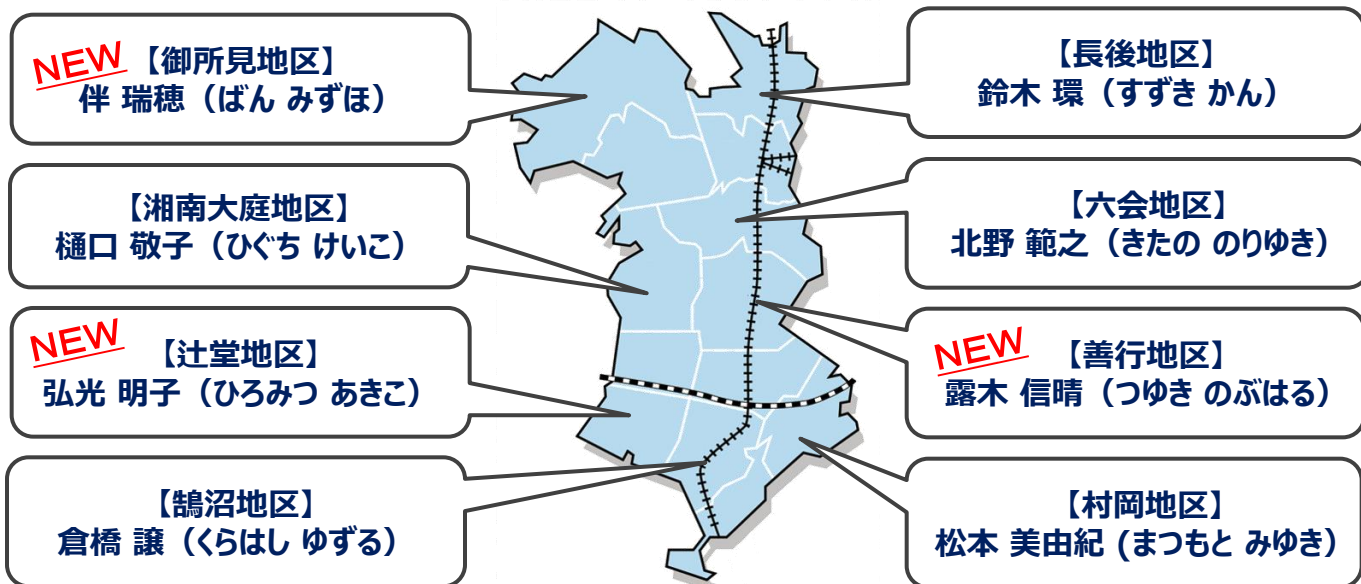 NEW 【御所見地区】
伴 瑞穂（ばん みずほ）
【長後地区】
鈴木 環（すずき かん）
【湘南大庭地区】
樋口 敬子（ひぐち けいこ）
【六会地区】
北野 範之（きたの のりゆき）
NEW 【辻堂地区】
弘光 明子（ひろみつ あきこ）
NEW 【善行地区】
露木 信晴（つゆき のぶはる）
【鵠沼地区】
倉橋 譲（くらはし ゆずる）
【村岡地区】
松本 美由紀 (まつもと みゆき）